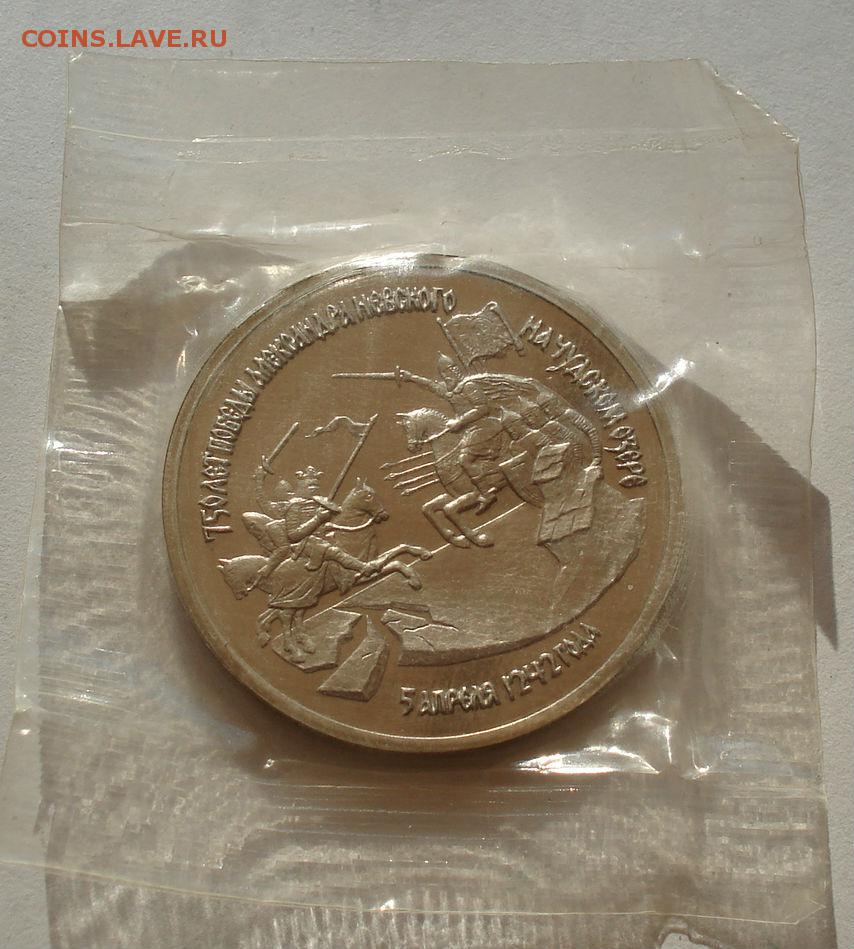 COINS.LAVE.RU
750 ЛЕТ ПОБЕДЫ АЛЕКСАНДРА НЕВСКОГО НА ЧУДСКОМ ОЗЕРЕ
5 АПРЕЛЯ 1242 ГОДА